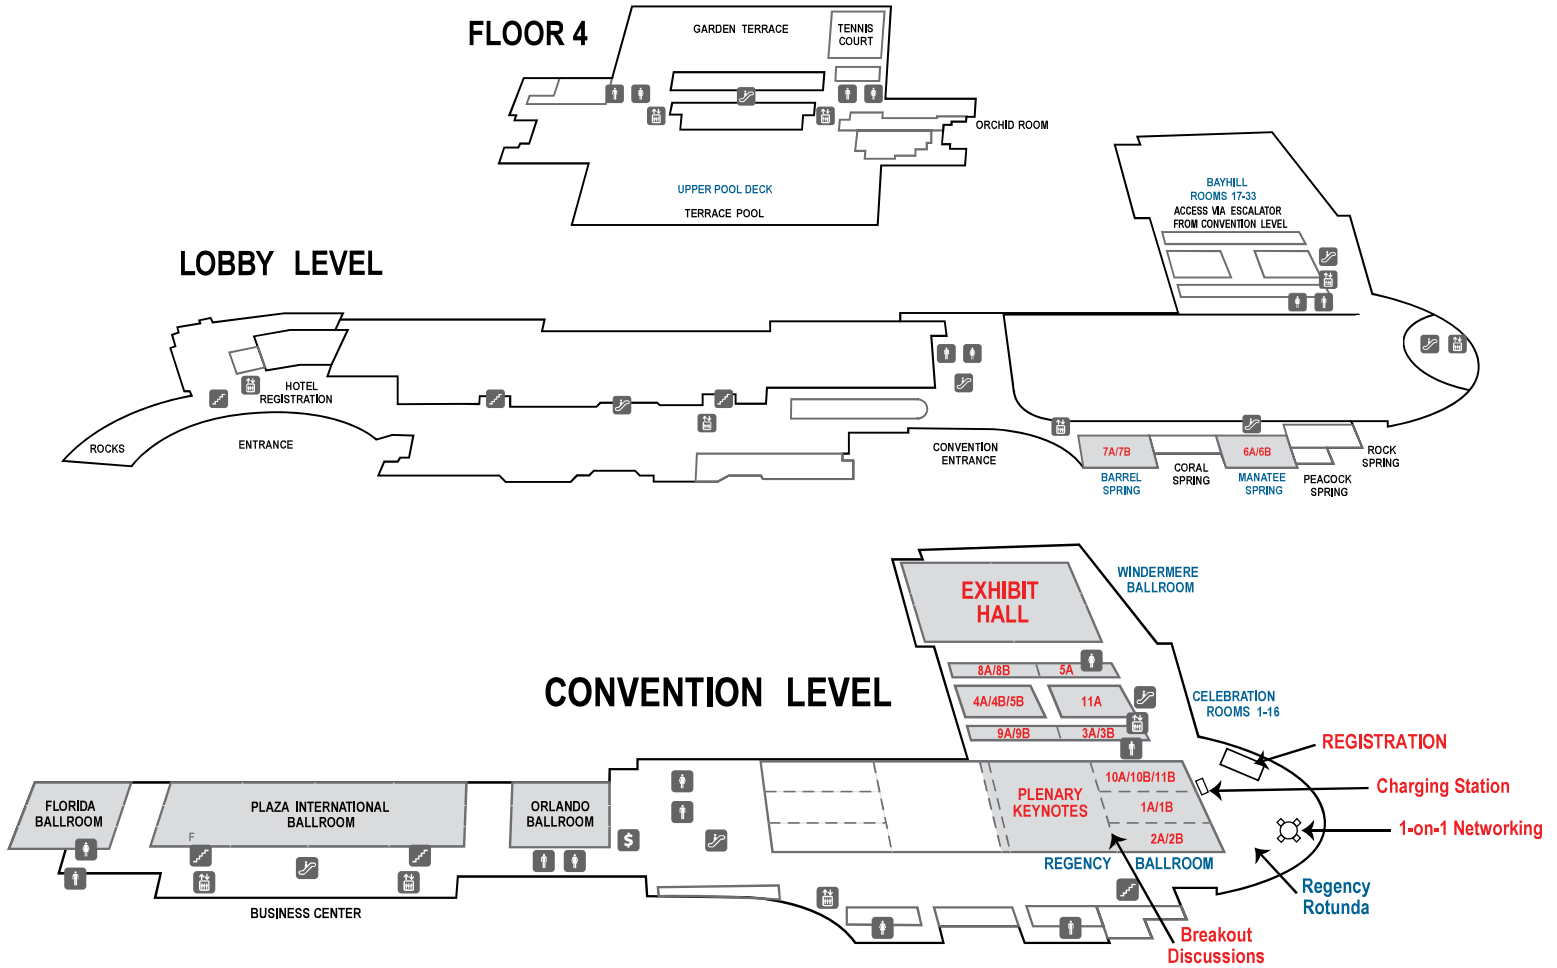 FLOOR 4
GARDEN TERRACE
TENNIS
COURT
ORCHID ROOM
UPPER POOL DECK
TERRACE POOL
BAYHILL
ROOMS 17-33
ACCESS VIA ESCALATOR
FROM CONVENTION LEVEL
LOBBY LEVEL
HOTEL
REGISTRATION
ROCKS
ENTRANCE
CONVENTION
ENTRANCE
7A/7B
BARREL
SPRING
CORAL
SPRING
6A/6B
MANATEE
SPRING
PEACOCK
SPRING
ROCK
SPRING
WINDERMERE
BALLROOM
EXHIBIT
HALL
8A/8B
5A
4A/4B/5B
11A
9A/9B
3A/3B
CELEBRATION
ROOMS 1-16
CONVENTION LEVEL
REGISTRATION
Charging Station
1-on-1 Networking
FLORIDA
BALLROOM
PLAZA INTERNATIONAL
BALLROOM
F
ORLANDO
BALLROOM
$
PLENARY
KEYNOTES
10A/10B/11B
1A/1B
2A/2B
REGENCY BALLROOM
Regency
Rotunda
BUSINESS CENTER
Breakout
Discussions